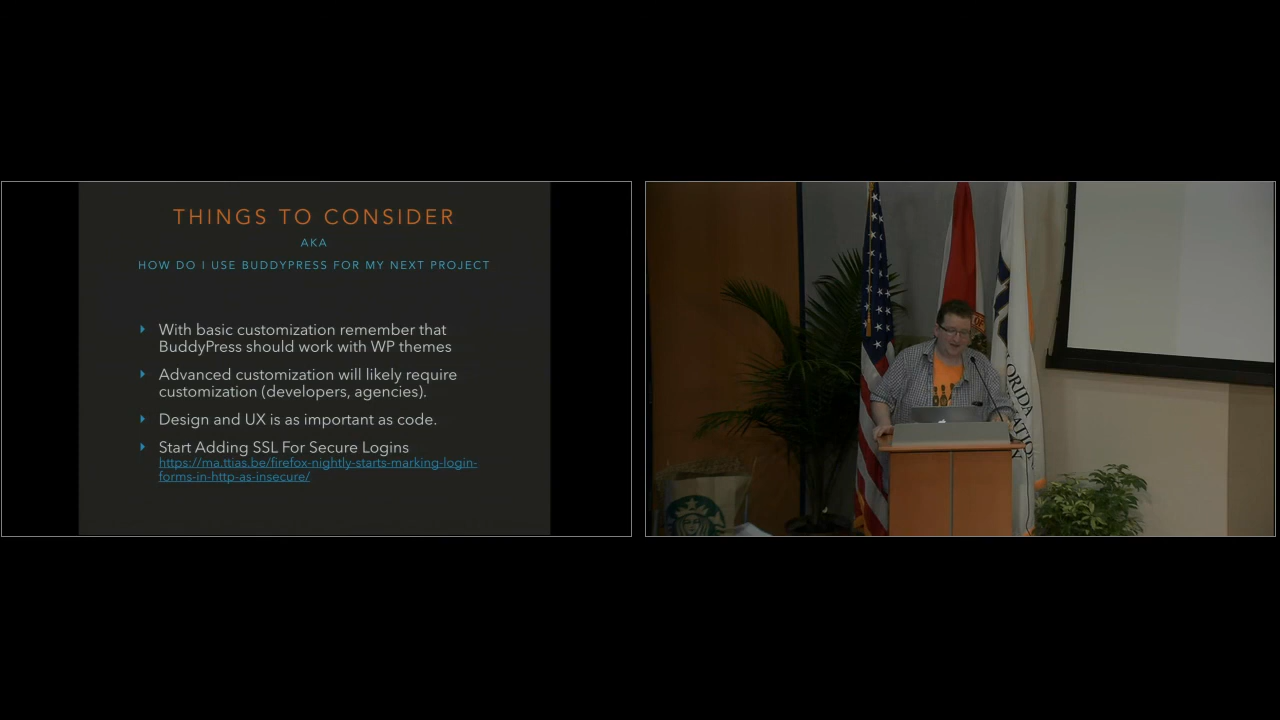 THINGS TO CONSIDER
AKA
HOW DO I USE BUDDYPRESS FOR MY NEXT PROJECT
With basic customization remember that
BuddyPress should work with WP themes
Advanced customization will likely require
customization (developers, agencies).
Design and UX is as important as code.
Start Adding SSL For Secure Logins
https://ma.ttias.be/firefox-nightly-starts-marking-login-
forms-in-http-as-insecure/